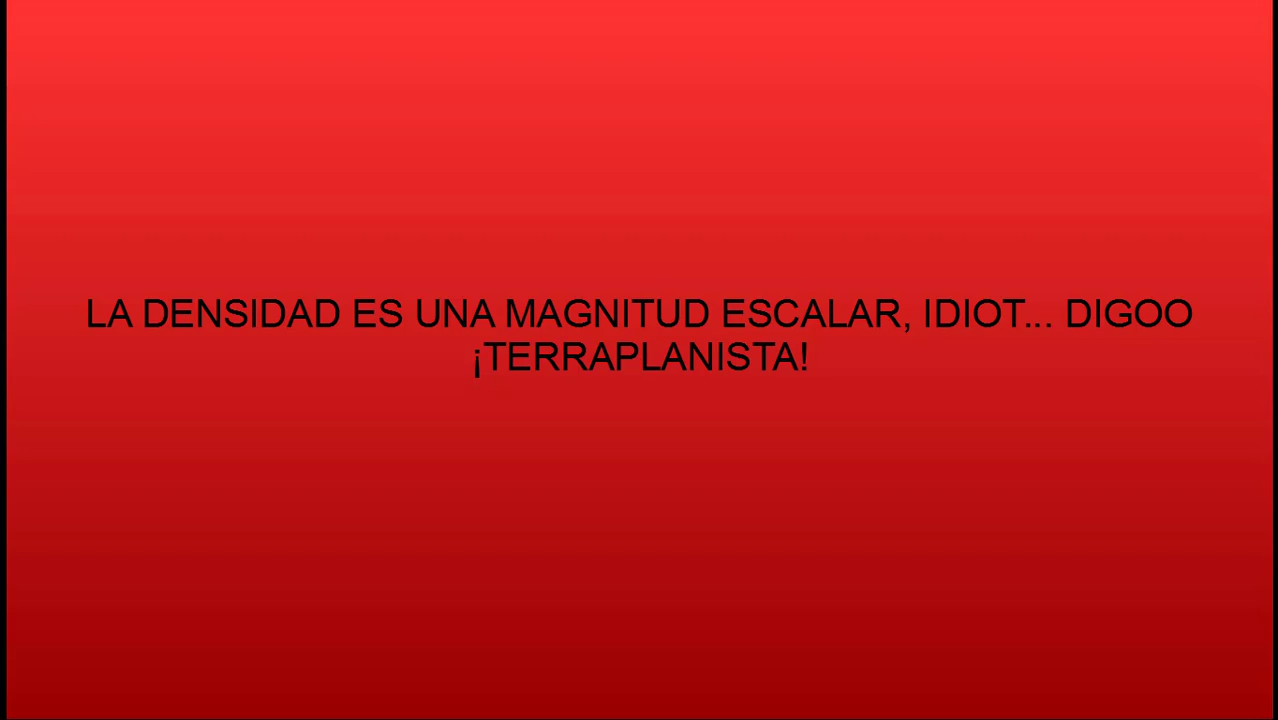 LA DENSIDAD ES UNA MAGNITUD ESCALAR, IDIOT... DIGOO
¡TERRAPLANISTA!